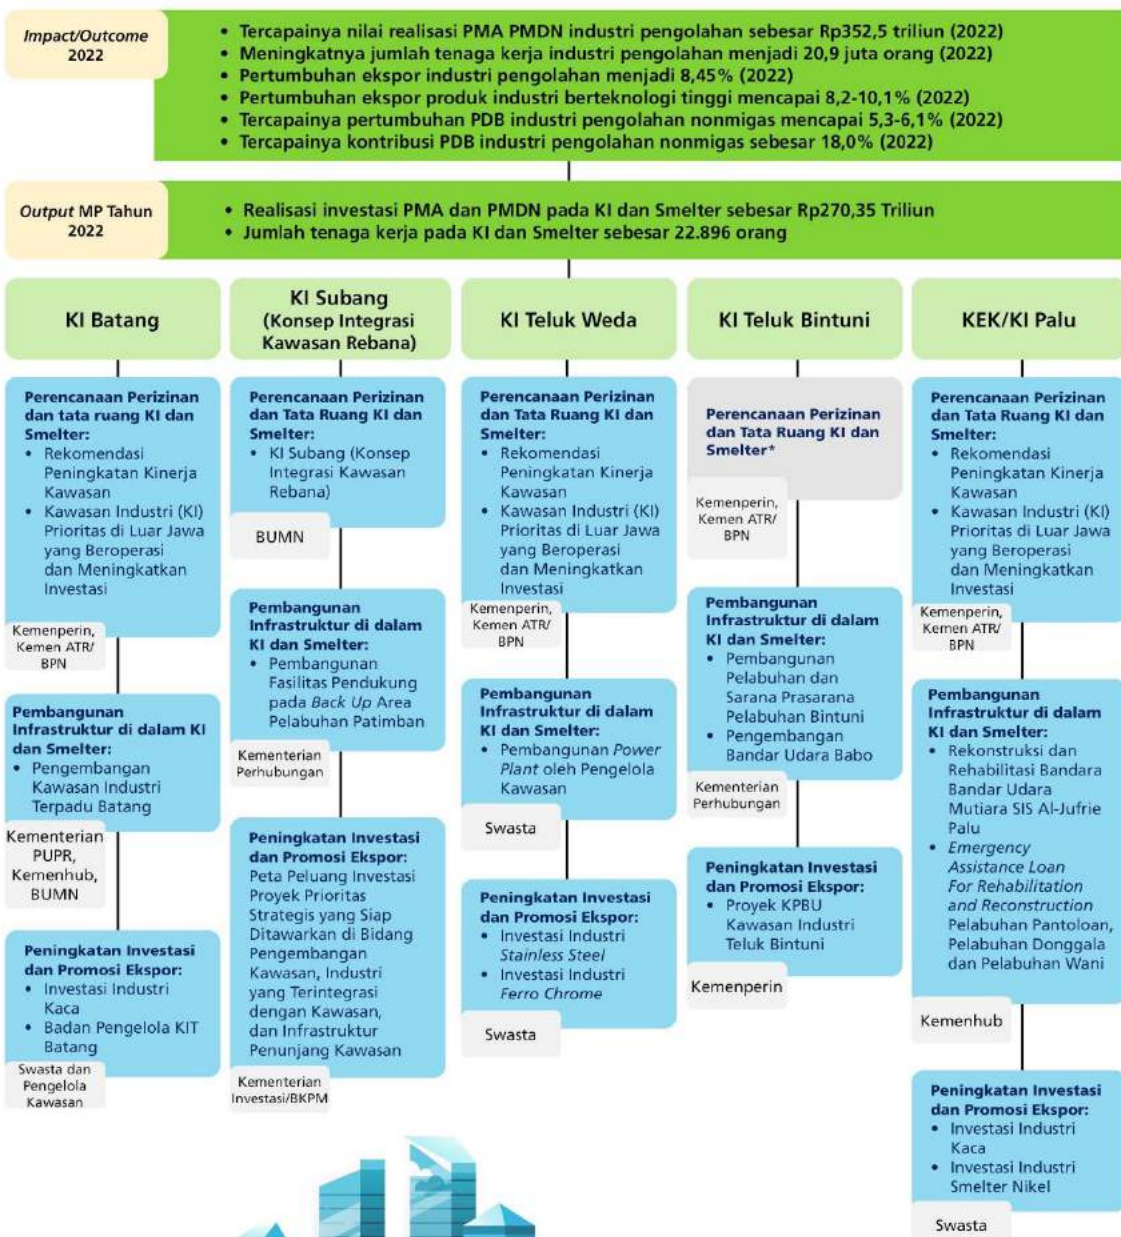 Impact/Outcome
2022
• Tercapainya nilai realisasi PMA PMDN industri pengolahan sebesar Rp352,5 triliun (2022)
• Meningkatnya jumlah tenaga kerja industri pengolahan menjadi 20,9 juta orang (2022)
• Pertumbuhan ekspor industri pengolahan menjadi 8,45% (2022)
• Pertumbuhan ekspor produk industri berteknologi tinggi mencapai 8,2-10,1% (2022)
• Tercapainya pertumbuhan PDB industri pengolahan nonmigas mencapai 5,3-6,1% (2022)
• Tercapainya kontribusi PDB industri pengolahan nonmigas sebesar 18,0% (2022)
Output MP Tahun
2022
• Realisasi investasi PMA dan PMDN pada KI dan Smelter sebesar Rp270,35 Triliun
• Jumlah tenaga kerja pada KI dan Smelter sebesar 22.896 orang
KI Batang
Perencanaan Perizinan
dan tata ruang KI dan
Smelter:
• Rekomendasi
Peningkatan Kinerja
Kawasan
• Kawasan Industri (KI)
Prioritas di Luar Jawa
yang Beroperasi
dan Meningkatkan
Investasi
Kemenperin,
Kemen ATR/
BPN
Pembangunan
Infrastruktur di dalam KI
dan Smelter:
• Pengembangan
Kawasan Industri
Terpadu Batang
Kementerian
PUPR,
Kemenhub,
BUMN
Peningkatan Investasi
dan Promosi Ekspor:
• Investasi Industri
Kaca
• Badan Pengelola KIT
Batang
Swasta dan
Pengelola
Kawasan
KI Subang
(Konsep Integrasi
Kawasan Rebana)
Perencanaan Perizinan
dan Tata Ruang KI dan
Smelter:
• KI Subang (Konsep
Integrasi Kawasan
Rebana)
BUMN
Pembangunan
Infrastruktur di dalam
KI dan Smelter:
• Pembangunan
Fasilitas Pendukung
pada Back Up Area
Pelabuhan Patimban
Kementerian
Perhubungan
Peningkatan Investasi
dan Promosi Ekspor:
Peta Peluang Investasi
Proyek Prioritas
Strategis yang Siap
Ditawarkan di Bidang
Pengembangan
Kawasan, Industri
yang Terintegrasi
dengan Kawasan,
dan Infrastruktur
Penunjang Kawasan
Kementerian
Investasi/BKPM
KI Teluk Weda
Perencanaan Perizinan
dan Tata Ruang KI dan
Smelter:
• Rekomendasi
Peningkatan Kinerja
Kawasan
• Kawasan Industri (KI)
Prioritas di Luar Jawa
yang Beroperasi
dan Meningkatkan
Investasi
Kemenperin,
Kemen ATR/
BPN
Pembangunan
Infrastruktur di dalam
KI dan Smelter:
• Pembangunan Power
Plant oleh Pengelola
Kawasan
Swasta
Peningkatan Investasi
dan Promosi Ekspor:
• Investasi Industri
Stainless Steel
• Investasi Industri
Ferro Chrome
Swasta
KI Teluk Bintuni
Perencanaan Perizinan
dan Tata Ruang KI dan
Smelter*
Kemenperin,
Kemen ATR/
BPN
Pembangunan
Infrastruktur di dalam
KI dan Smelter:
• Pembangunan
Pelabuhan dan
Sarana Prasarana
Pelabuhan Bintuni
• Pengembangan
Bandar Udara Babo
Kementerian
Perhubungan
Peningkatan Investasi
dan Promosi Ekspor:
• Proyek KPBU
Kawasan Industri
Teluk Bintuni
Kemenperin
KEK/KI Palu
Perencanaan Perizinan
dan Tata Ruang KI dan
Smelter:
• Rekomendasi
Peningkatan Kinerja
Kawasan
• Kawasan Industri (KI)
Prioritas di Luar Jawa
yang Beroperasi
dan Meningkatkan
Investasi
Kemenperin,
Kemen ATR/
BPN
Pembangunan
Infrastruktur di dalam
KI dan Smelter:
• Rekonstruksi dan
Rehabilitasi Bandara
Bandar Udara
Mutiara SIS Al-Jufrie
Palu
• Emergency
Assistance Loan
For Rehabilitation
and Reconstruction
Pelabuhan Pantoloan,
Pelabuhan Donggala
dan Pelabuhan Wani
Kemenhub
Peningkatan Investasi
dan Promosi Ekspor:
• Investasi Industri
Kaca
• Investasi Industri
Smelter Nikel
Swasta